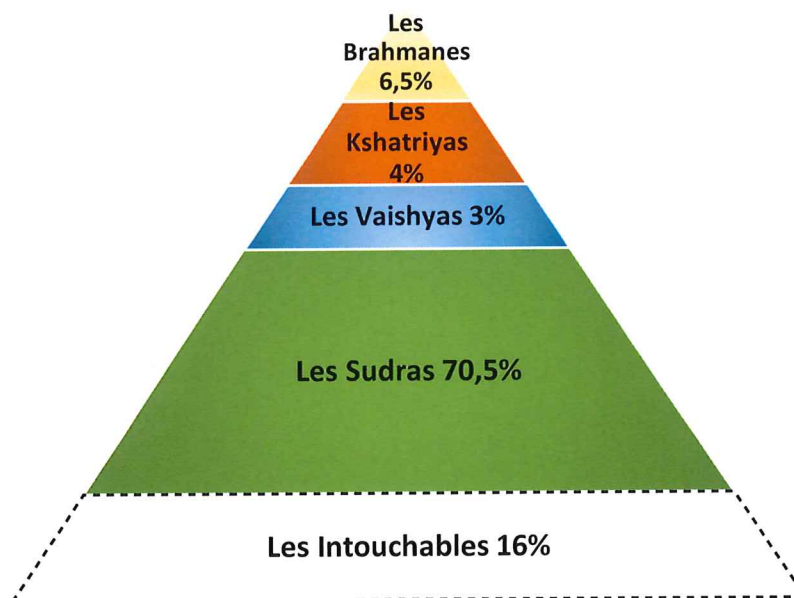 Les
Brahmanes
6,5%
Les
Kshatriyas
4%
Les Vaishyas 3%
Les Sudras 70,5%
Les Intouchables 16%